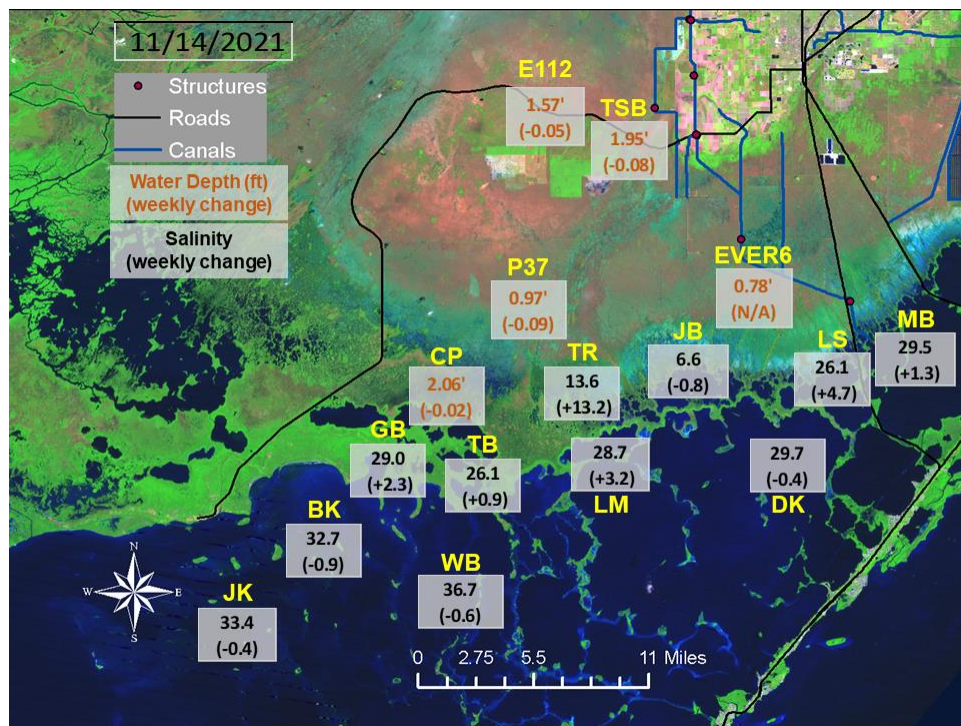 11/14/2021
Structures
Roads
Canals
Water Depth (ft)
(weekly change)
Salinity
(weekly change)
E112
1.57'
(-0.05)
TSB
1.95'
(-0.08)
P37
0.97'
(-0.09)
EVER6
0.78'
(N/A)
CP
2.06'
(-0.02)
TR
13.6
(+13.2)
JB
6.6
(-0.8)
LS
26.1
(+4.7)
MB
29.5
(+1.3)
GB
29.0
(+2.3)
TB
26.1
(+0.9)
28.7
(+3.2)
LM
29.7
(-0.4)
DK
BK
32.7
(-0.9)
WB
36.7
(-0.6)
JK
33.4
(-0.4)
N
W
E
S
0 2.75 5.5 11 Miles